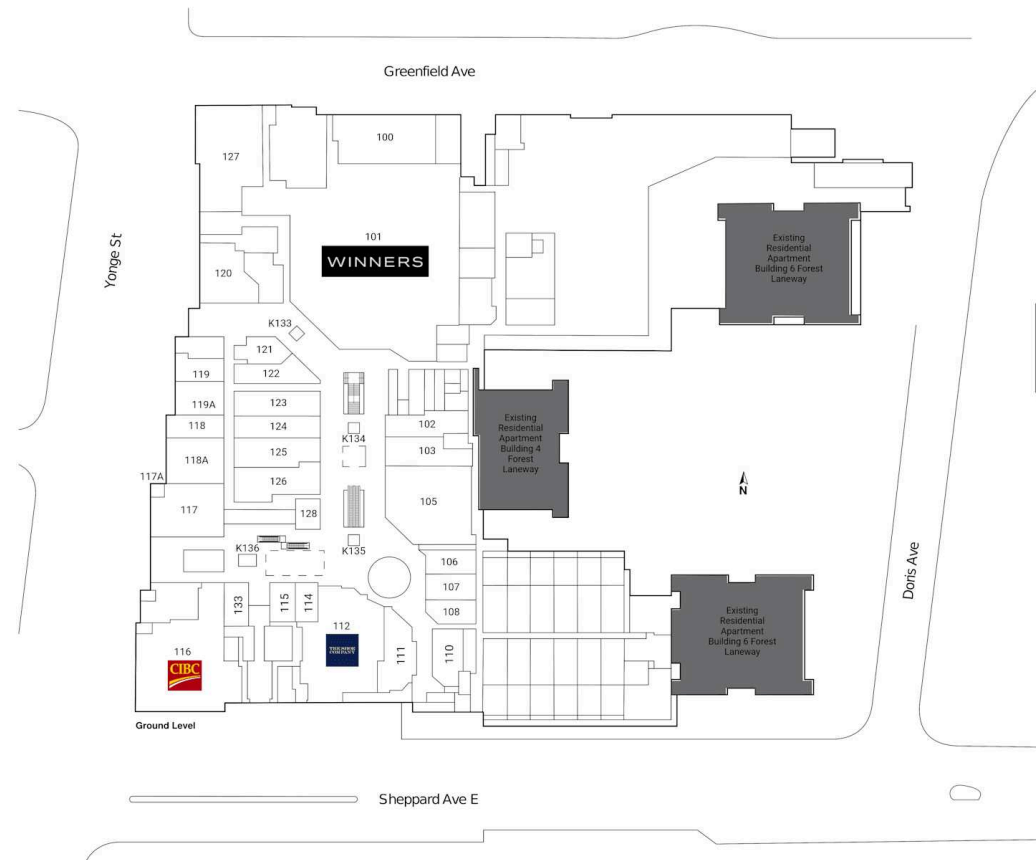 Greenfield Ave
100
127
101
WINNERS
Existing
Residential
Apartment
Building 6 Forest
Laneway
Yonge St
120
K133
121
119
122
119A
123
118
124
K134
102
118A
125
103
Existing
Residential
Apartment
Building 4
Forest
Laneway
117A
126
117
128
105
N
K136
K135
106
107
108
133
115
114
112
THE SHOE
COMPANY
111
110
116
CIBC
Existing
Residential
Apartment
Building 6 Forest
Laneway
Doris Ave
Ground Level
Sheppard Ave E